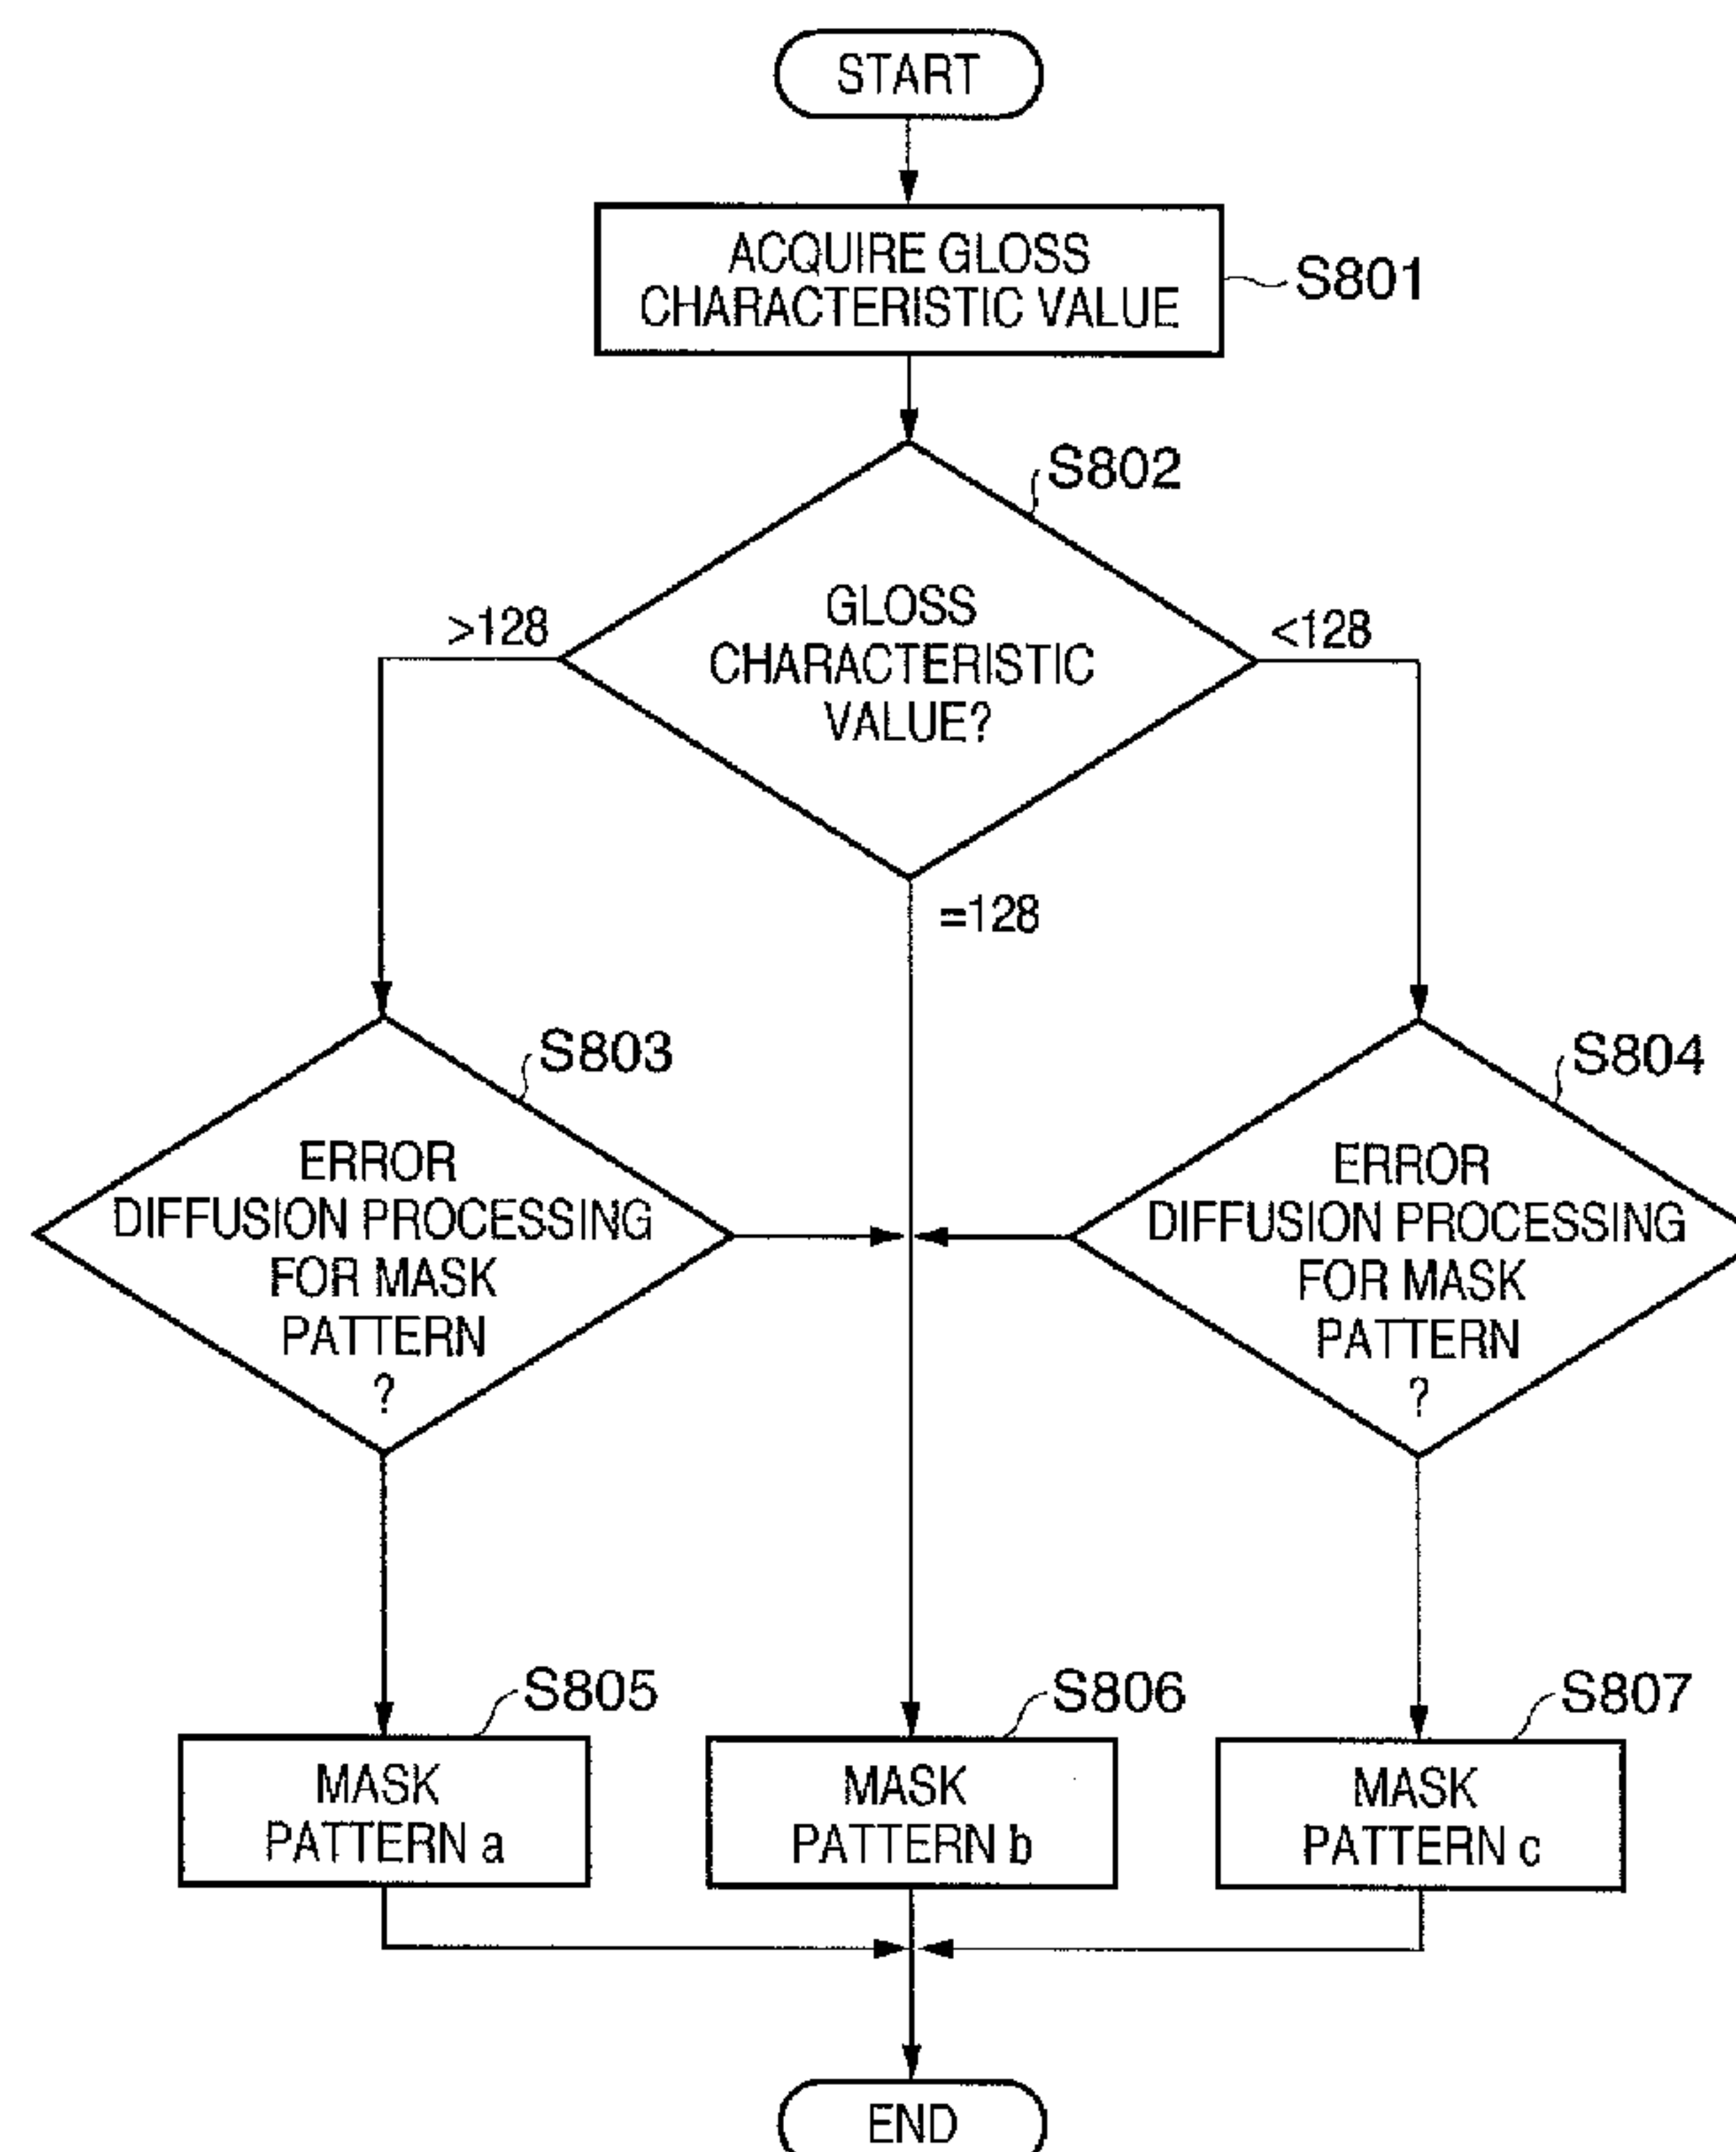 START
ACQUIRE GLOSS
CHARACTERISTIC VALUE
S801
S802
GLOSS
CHARACTERISTIC
VALUE?
>128
<128
=128
S803
ERROR
DIFFUSION PROCESSING
FOR MASK
PATTERN
?
S804
ERROR
DIFFUSION PROCESSING
FOR MASK
PATTERN
?
S805
MASK
PATTERN a
S806
MASK
PATTERN b
S807
MASK
PATTERN c
END